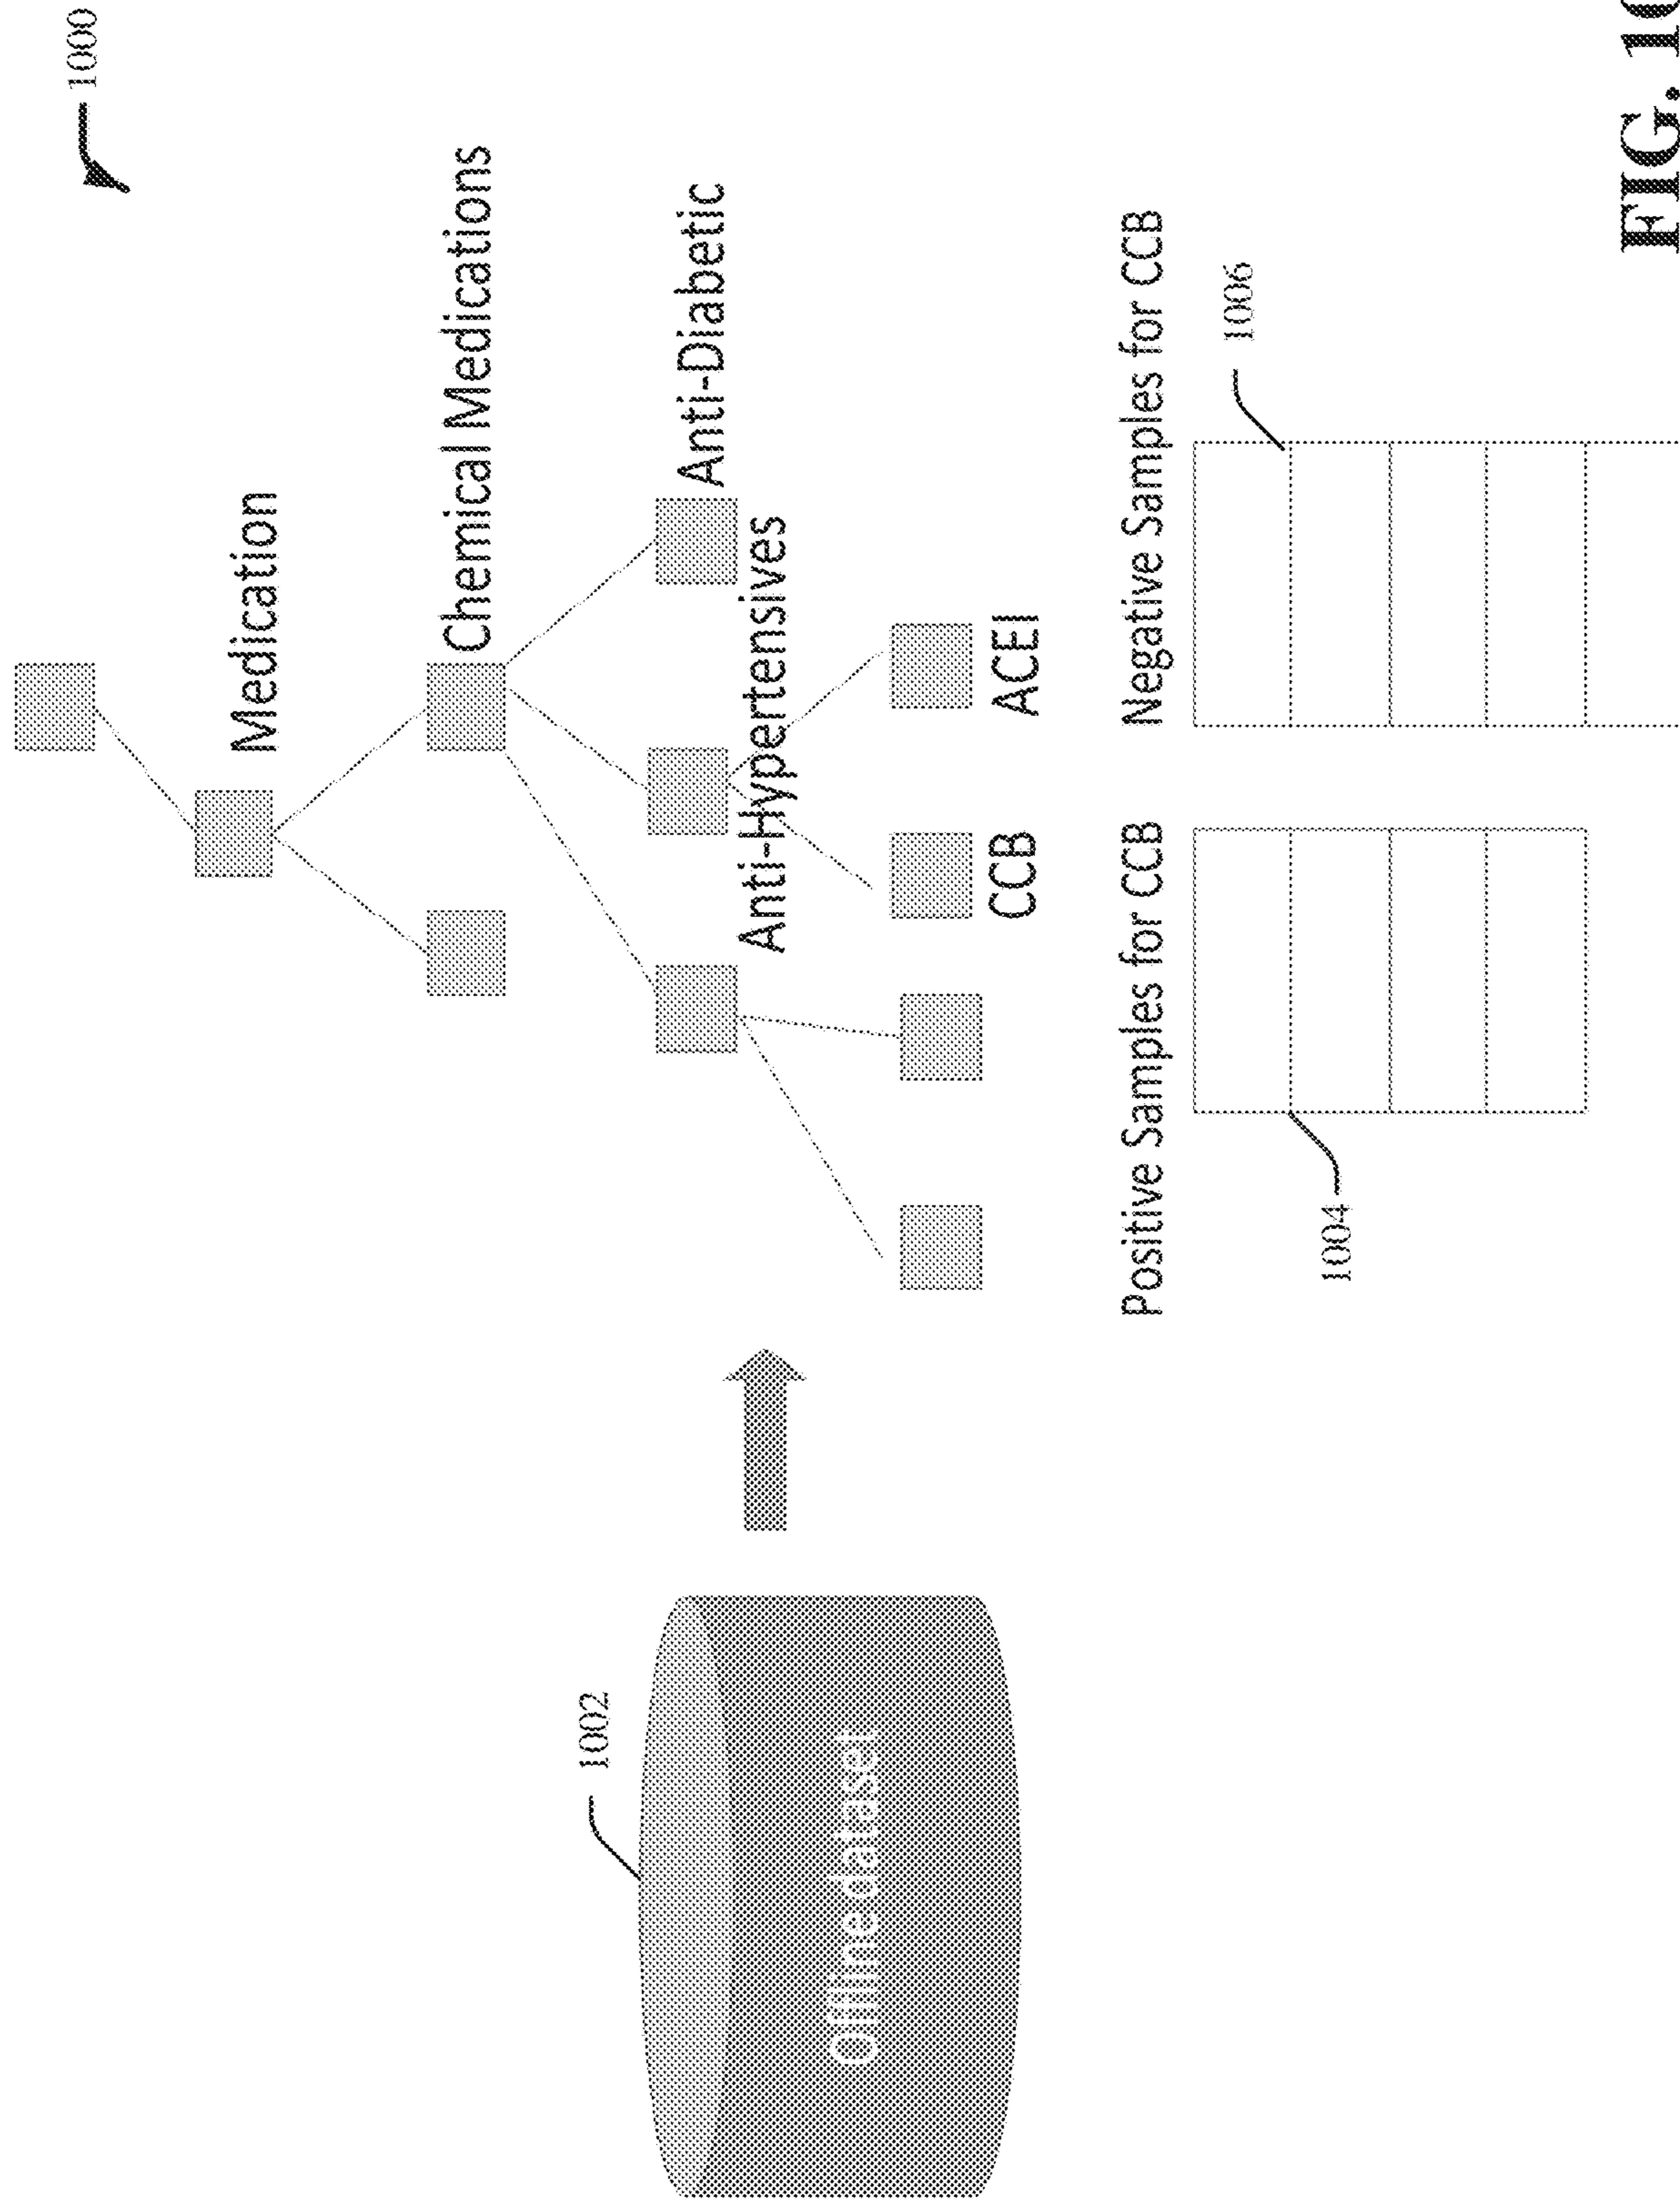 1000
Medication
Chemical Medications
1002
Anti-Diabetic
Anti-Hypertensives
Offline dataset
CCB
ACEI
Positive Samples for CCB
Negative Samples for CCB
1006
1004
FIG. 10